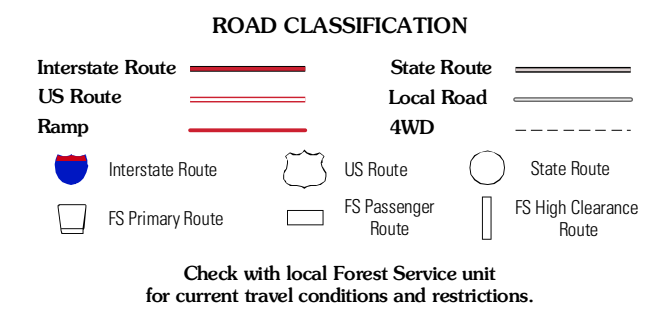 ROAD CLASSIFICATION
Interstate Route
State Route
US Route
Local Road
Ramp
4WD
Interstate Route
US Route
State Route
FS Primary Route
FS Passenger
Route
FS High Clearance
Route
Check with local Forest Service unit
for current travel conditions and restrictions.